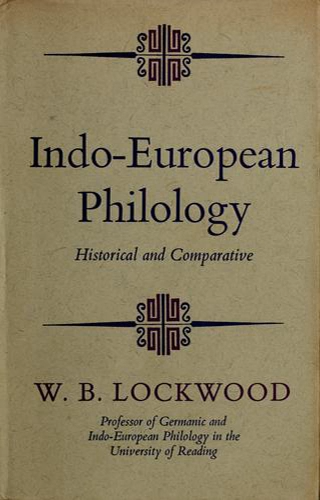 Indo-European
Philology
Historical and Comparative
W. B. LOCKWOOD
Professor of Germanic and
Indo-European Philology in the
University of Reading